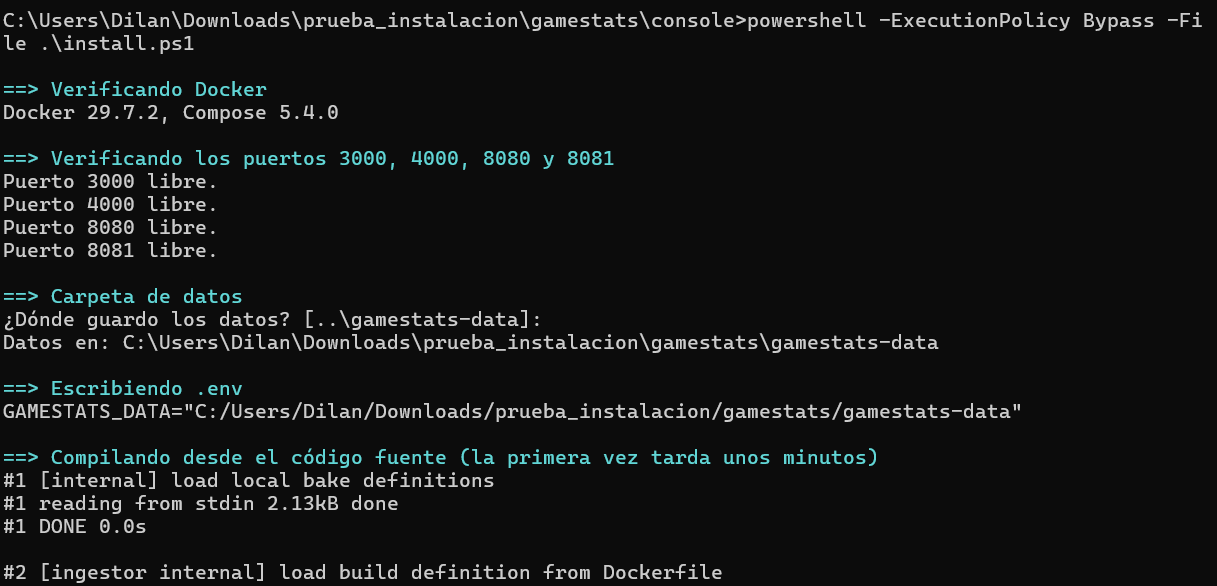 C:\Users\Dilan\Downloads\prueba_instalacion\gamestats\console>powershell -ExecutionPolicy Bypass -Fi
le .\install.ps1
==> Verificando Docker
Docker 29.7.2, Compose 5.4.0
==> Verificando los puertos 3000, 4000, 8080 y 8081
Puerto 3000 libre.
Puerto 4000 libre.
Puerto 8080 libre.
Puerto 8081 libre.
==> Carpeta de datos
¿Dónde guardo los datos? [..\gamestats-data]:
Datos en: C:\Users\Dilan\Downloads\prueba_instalacion\gamestats\gamestats-data
==> Escribiendo .env
GAMESTATS_DATA="C:/Users/Dilan/Downloads/prueba_instalacion/gamestats/gamestats-data"
==> Compilando desde el código fuente (la primera vez tarda unos minutos)
#1 [internal] load local bake definitions
#1 reading from stdin 2.13kB done
#1 DONE 0.0s
#2 [ingestor internal] load build definition from Dockerfile